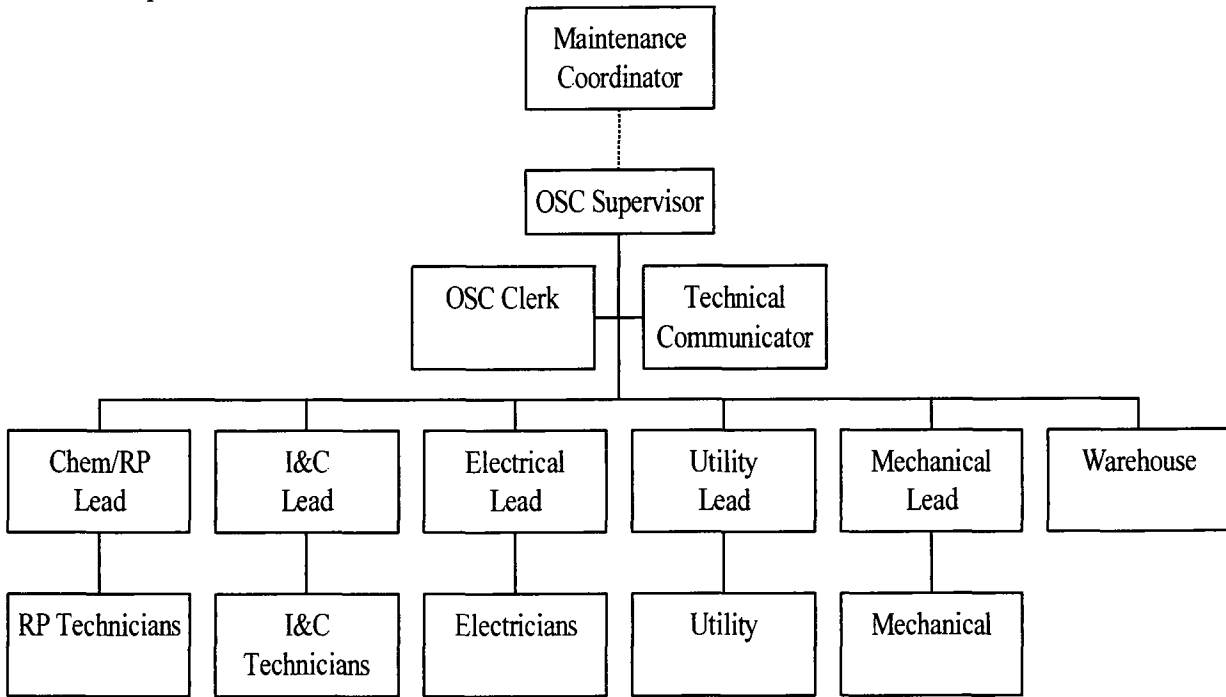 Maintenance
Coordinator
OSC Supervisor
OSC Clerk
Technical
Communicator
Chem/RP
Lead
I&C
Lead
Electrical
Lead
Utility
Lead
Mechanical
Lead
Warehouse
RP Technicians
I&C
Technicians
Electricians
Utility
Mechanical